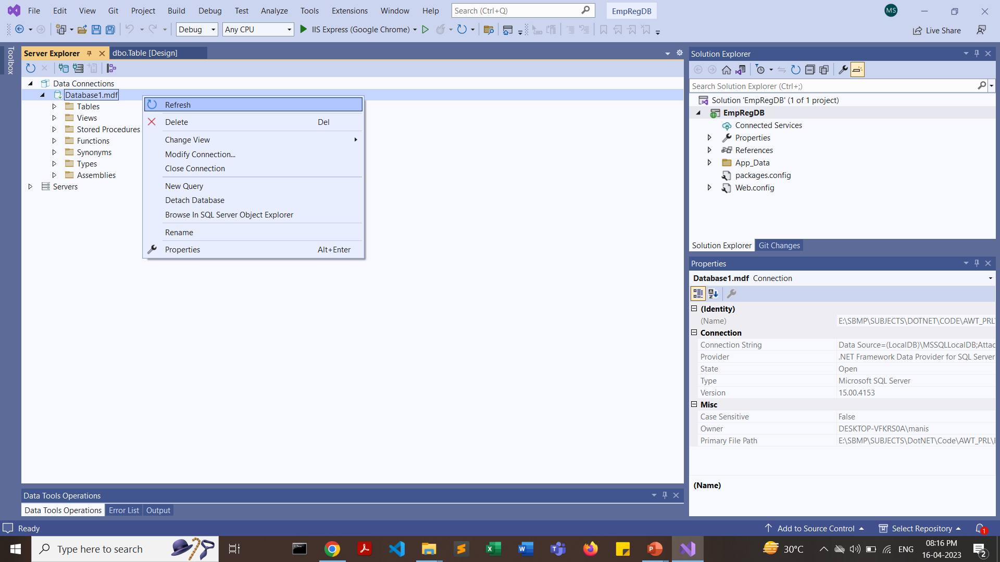 File Edit View Git Project Build Debug Test Analyze Tools Extensions Window Help Search (Ctrl+Q) EmpRegDB MS
Debug Any CPU IIS Express (Google Chrome) Live Share
Toolbox
Server Explorer dbo.Table [Design]
Data Connections
Database1.mdf
Tables
Views
Stored Procedures
Functions
Synonyms
Types
Assemblies
Servers
Refresh
Delete Del
Change View
Modify Connection...
Close Connection
New Query
Detach Database
Browse In SQL Server Object Explorer
Rename
Properties Alt+Enter
Solution Explorer
Search Solution Explorer (Ctrl+;)
Solution 'EmpRegDB' (1 of 1 project)
EmpRegDB
Connected Services
Properties
References
App_Data
packages.config
Web.config
Solution Explorer Git Changes
Properties
Database1.mdf Connection
(Identity)
(Name) E:\SBMP\SUBJECTS\DOTNET\CODE\AWT_PRL\
Connection
Connection String Data Source=(LocalDB)\MSSQLLocalDB;Attac
Provider .NET Framework Data Provider for SQL Server
State Open
Type Microsoft SQL Server
Version 15.00.4153
Misc
Case Sensitive False
Owner DESKTOP-VFKRS0A\manis
Primary File Path E:\SBMP\SUBJECTS\DotNET\Code\AWT_PRL\
(Name)
Data Tools Operations
Data Tools Operations Error List Output
Ready Add to Source Control Select Repository 1
Type here to search 30°C ENG 08:16 PM
16-04-2023 2